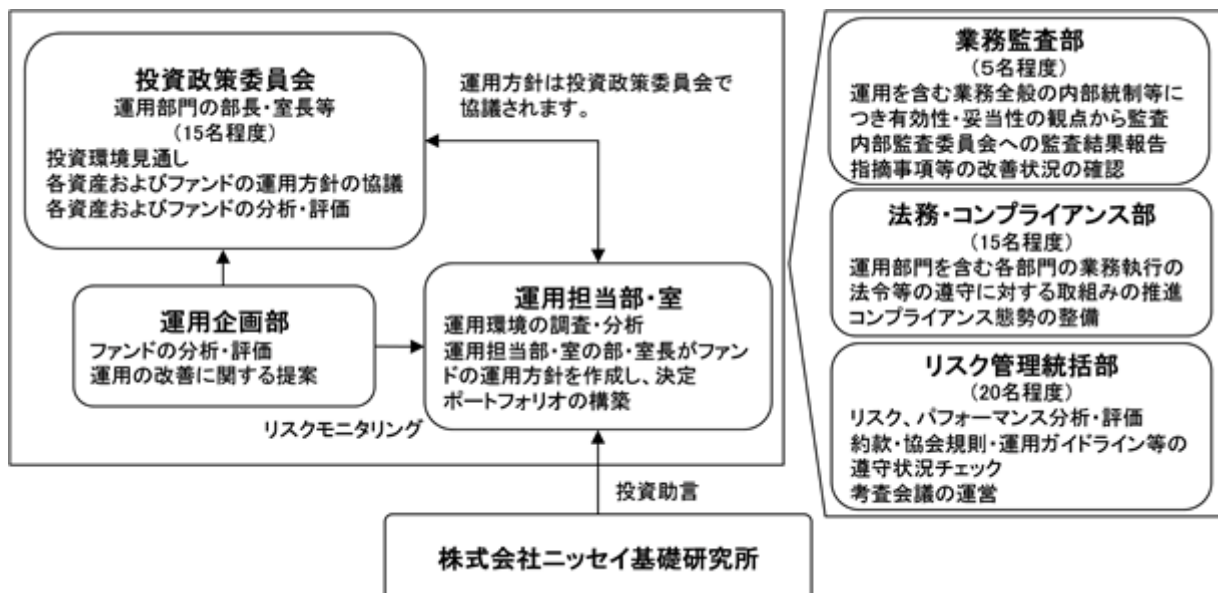 投資政策委員会
運用部門の部長・室長等
（15名程度）
投資環境見通し
各資産およびファンドの運用方針の協議
各資産およびファンドの分析・評価
運用方針は投資政策委員会で
協議されます。
運用企画部
ファンドの分析・評価
運用の改善に関する提案
運用担当部・室
運用環境の調査・分析
運用担当部・室の部・室長がファン
ドの運用方針を作成し、決定
ポートフォリオの構築
リスクモニタリング
投資助言
株式会社ニッセイ基礎研究所
業務監査部
（5名程度）
運用を含む業務全般の内部統制等に
つき有効性・妥当性の観点から監査
内部監査委員会への監査結果報告
指摘事項等の改善状況の確認
法務・コンプライアンス部
（15名程度）
運用部門を含む各部門の業務執行の
法令等の遵守に対する取組みの推進
コンプライアンス態勢の整備
リスク管理統括部
（20名程度）
リスク、パフォーマンス分析・評価
約款・協会規則・運用ガイドライン等の
遵守状況チェック
考査会議の運営